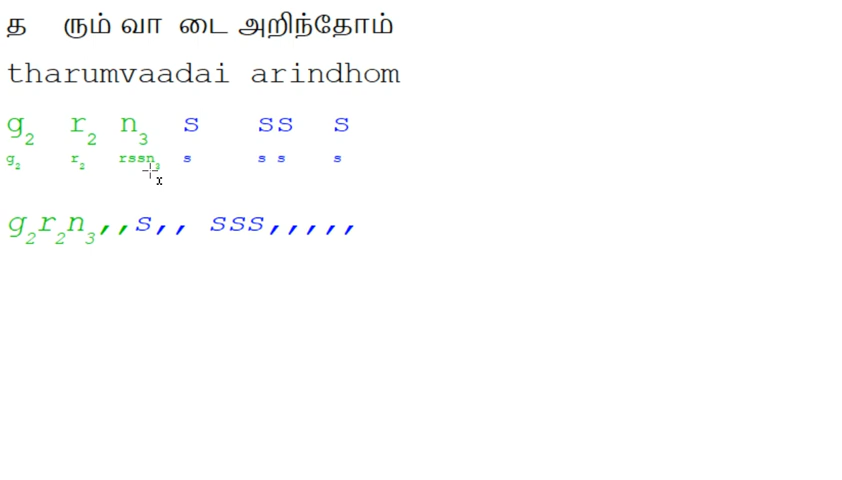 த ரும் வா டை அறிந்தோம்
tharumvaadai arindhom
g2 r2 n3 s ss s
g2 r2 rssn3 s s s s
g2r2n3,,s,, sss,,,,,
x